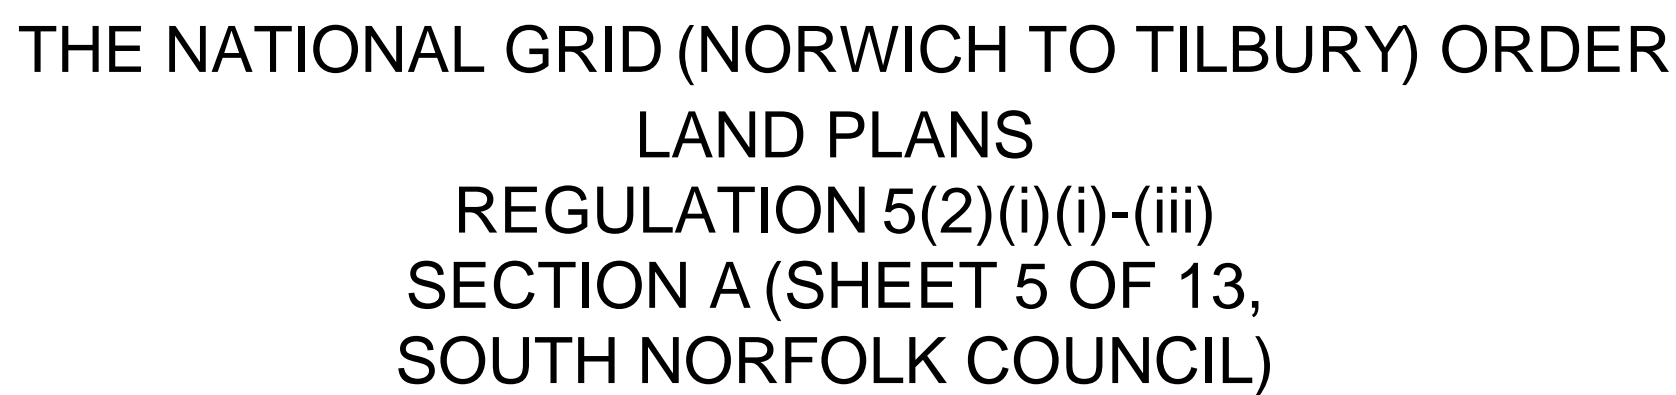 THE NATIONAL GRID (NORWICH TO TILBURY) ORDER
LAND PLANS
REGULATION 5(2)(i)(i)-(iii)
SECTION A (SHEET 5 OF 13,
SOUTH NORFOLK COUNCIL)